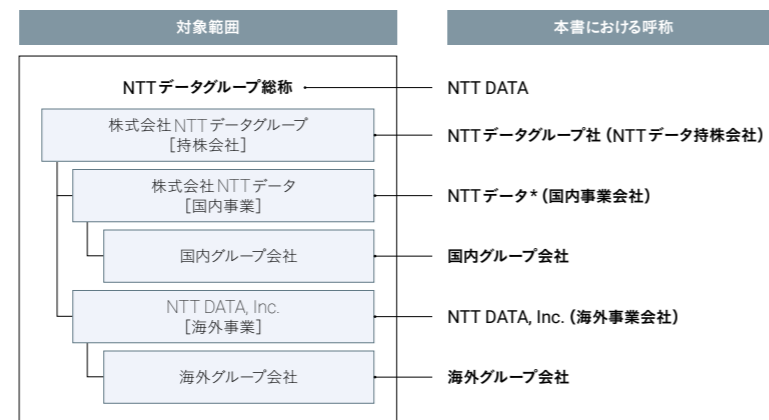 対象範囲
本書における呼称
NTTデータグループ総称
NTT DATA
株式会社NTTデータグループ
［持株会社］
NTTデータグループ社（NTTデータ持株会社）
株式会社NTTデータ
［国内事業］
NTTデータ*（国内事業会社）
国内グループ会社
国内グループ会社
NTT DATA, Inc.
［海外事業］
NTT DATA, Inc.（海外事業会社）
海外グループ会社
海外グループ会社